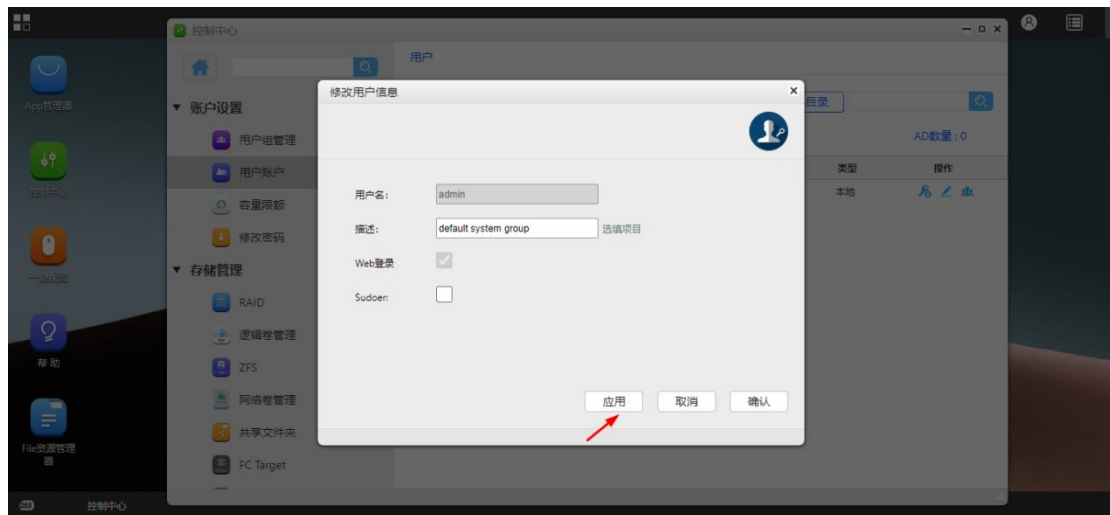 控制中心
用户
App管理器
账户设置
用户组管理
控制中心
用户账户
容量限额
修改密码
存储管理
RAID
逻辑卷管理
帮 助
ZFS
网络卷管理
共享文件夹
File资源管理
器
FC Target
目录
AD数量 : 0
类型
操作
本地
修改用户信息
用户名:
admin
描述:
default system group
选填项目
Web登录
Sudoer:
应用
取消
确认
控制中心